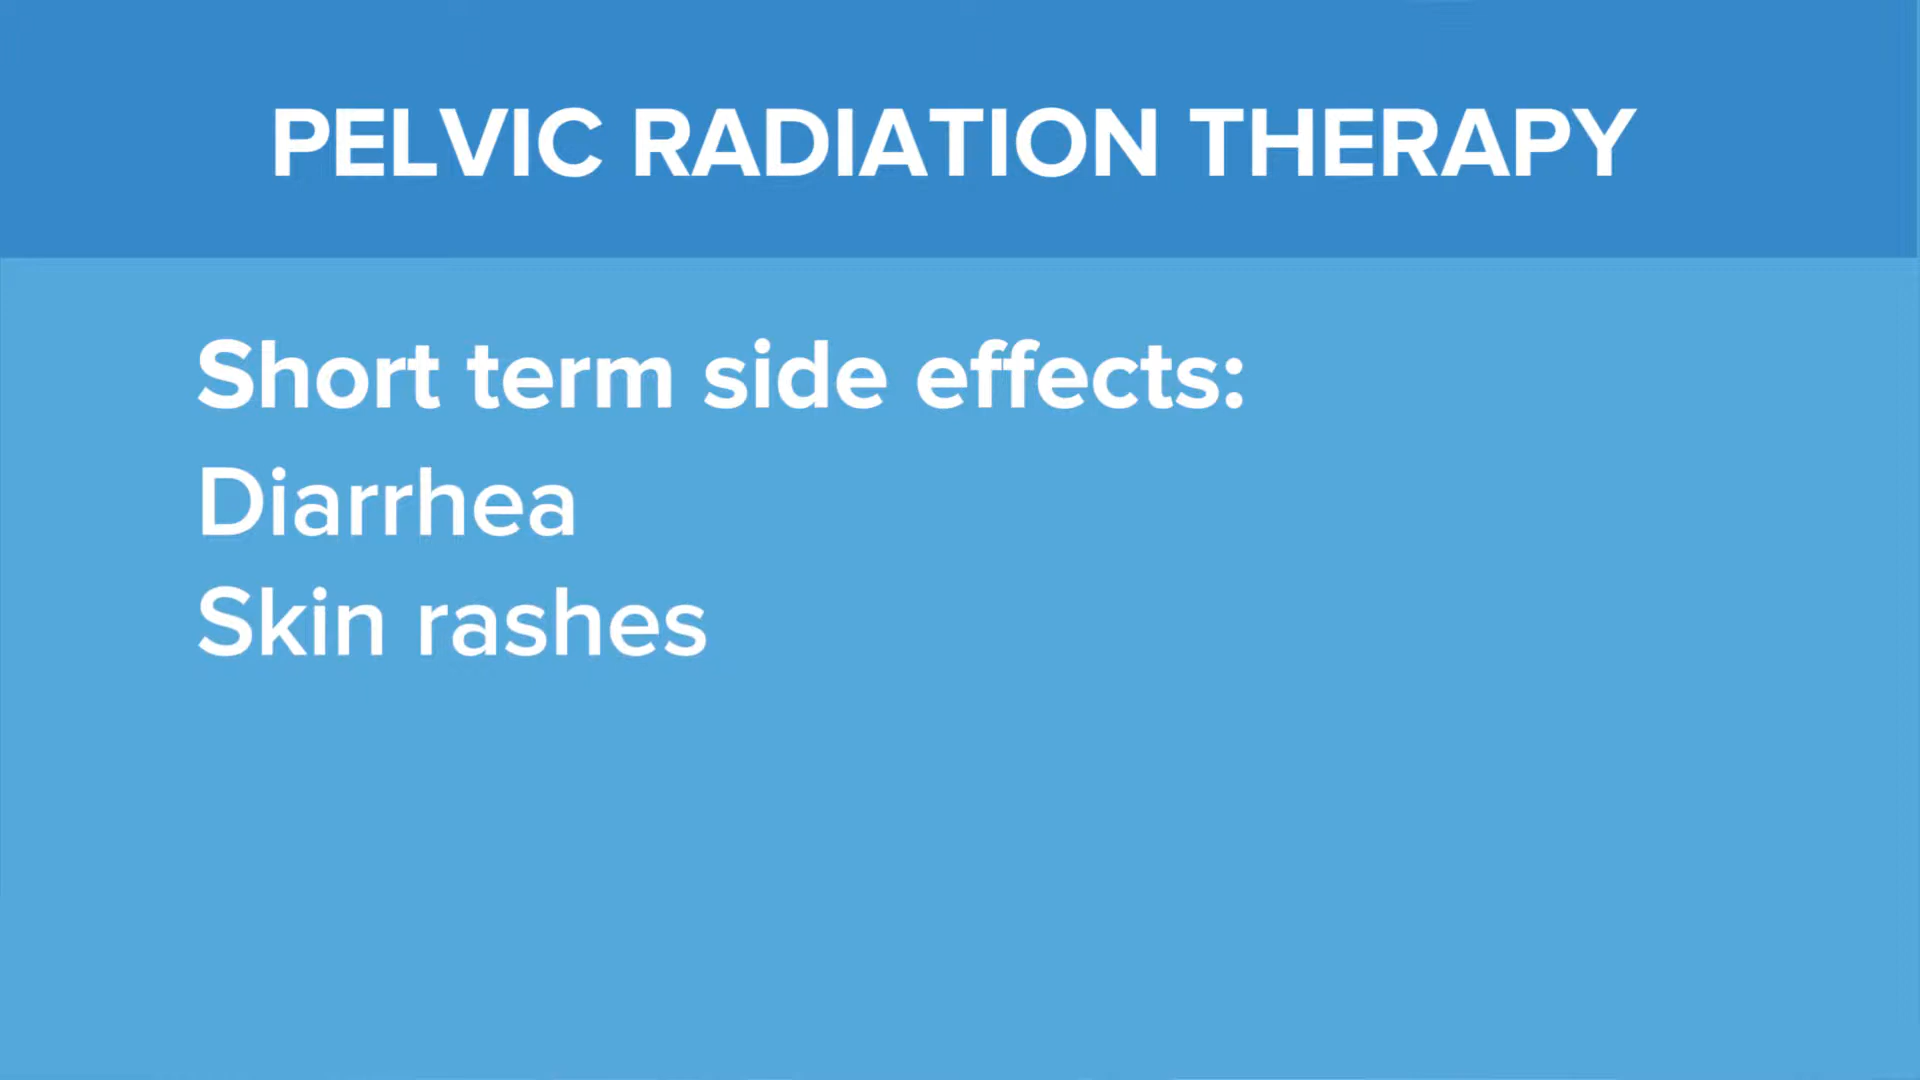 PELVIC RADIATION THERAPY
Short term side effects:
Diarrhea
Skin rashes